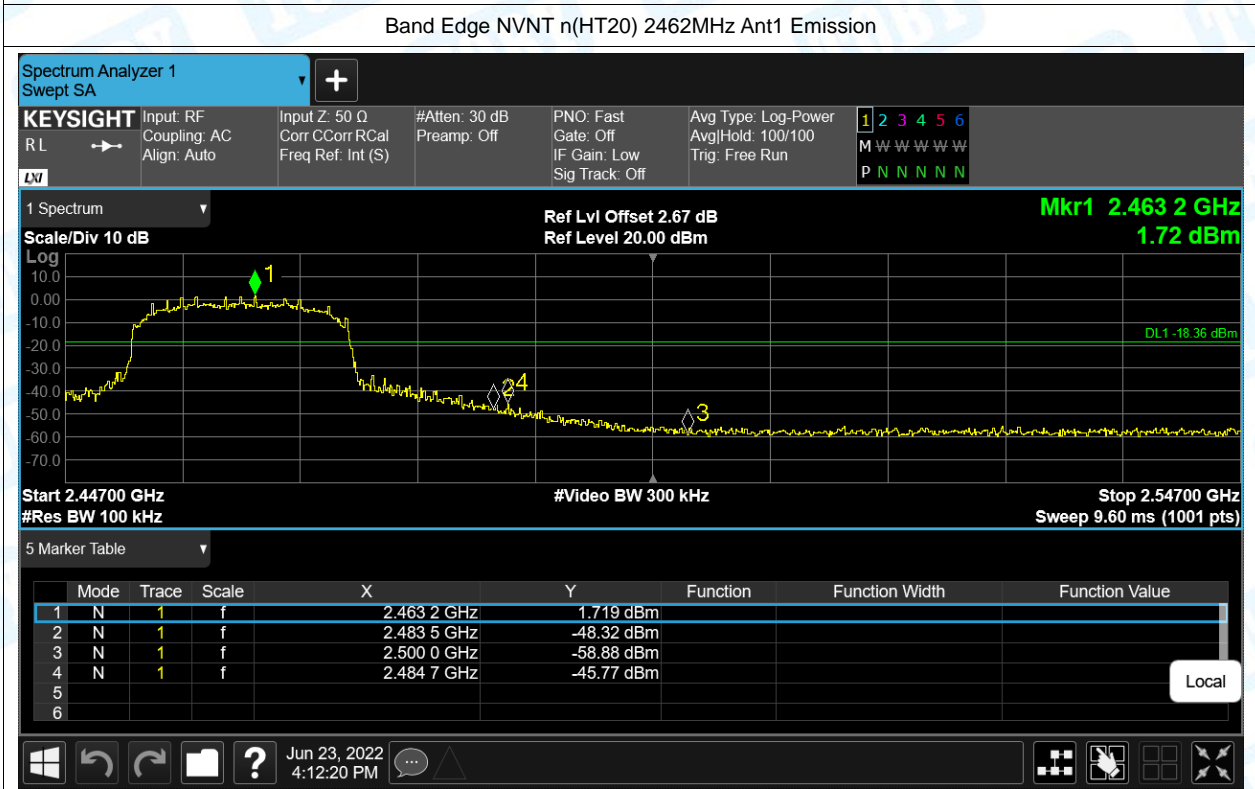 Band Edge NVNT n(HT20) 2462MHz Ant1 Emission
Spectrum Analyzer 1
Swept SA
KEYSIGHT
R L
LXI
Input: RF
Coupling: AC
Align: Auto
Input Z: 50 Ω
Corr CCorr RCal
Freq Ref: Int (S)
#Atten: 30 dB
Preamp: Off
PNO: Fast
Gate: Off
IF Gain: Low
Sig Track: Off
Avg Type: Log-Power
Avg|Hold: 100/100
Trig: Free Run
1 2 3 4 5 6
M W W W W W W
P N N N N N N
1 Spectrum
Scale/Div 10 dB
Ref Lvl Offset 2.67 dB
Ref Level 20.00 dBm
Mkr1 2.463 2 GHz
1.72 dBm
Log
10.0
0.00
-10.0
-20.0
-30.0
-40.0
-50.0
-60.0
-70.0
1
DL1 -18.36 dBm
2 4
3
Start 2.44700 GHz
#Video BW 300 kHz
Stop 2.54700 GHz
#Res BW 100 kHz
Sweep 9.60 ms (1001 pts)
5 Marker Table
Mode Trace Scale X Y Function Function Width Function Value
1 N 1 f 2.463 2 GHz 1.719 dBm
2 N 1 f 2.483 5 GHz -48.32 dBm
3 N 1 f 2.500 0 GHz -58.88 dBm
4 N 1 f 2.484 7 GHz -45.77 dBm
5
6
Local
?
Jun 23, 2022
4:12:20 PM